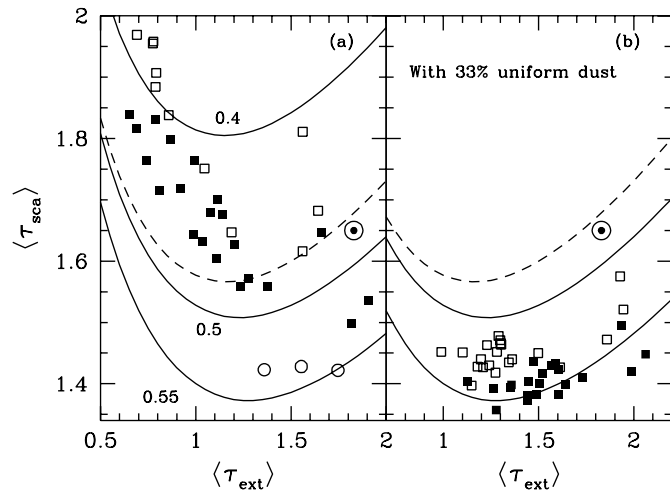 2
(a)
(b)
With 33% uniform dust
0.4
1.8
⟨τsca⟩
1.6
0.5
0.55
1.4
0.5
1
1.5
2
1
1.5
2
⟨τext⟩
⟨τext⟩